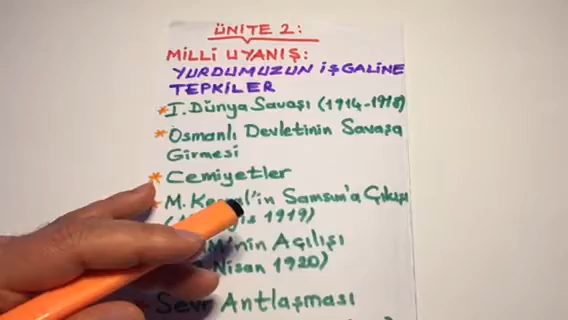 ÜNİTE 2:
MİLLİ UYANIŞ:
YURDUMUZUN İŞGALİNE
TEPKİLER
* I. Dünya Savaşı (1914-1918)
* Osmanlı Devletinin Savaşa
Girmesi
* Cemiyetler
M. Kemal'in Samsun'a Çıkışı
1919)
Açılışı
Nisan 1920)
Sevr Antlaşması